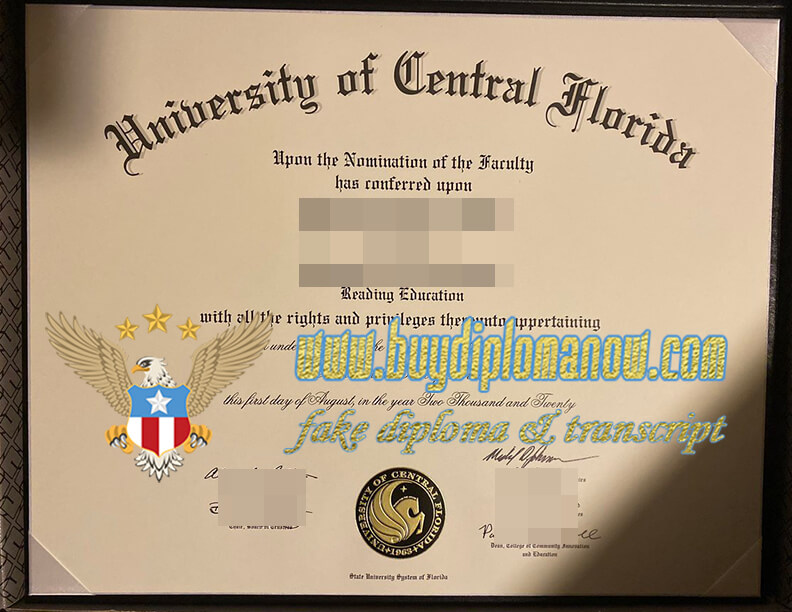 University of Central Florida
Upon the Nomination of the Faculty
has conferred upon
Reading Education
with all the rights and privileges thereunto appertaining
www.buydiplomanow.com
this first day of August, in the year Two Thousand and Twenty
fake diploma & transcript
UNIVERSITY OF CENTRAL FLORIDA
1963
Dean, College of Community Innovation
and Education
State University System of Florida